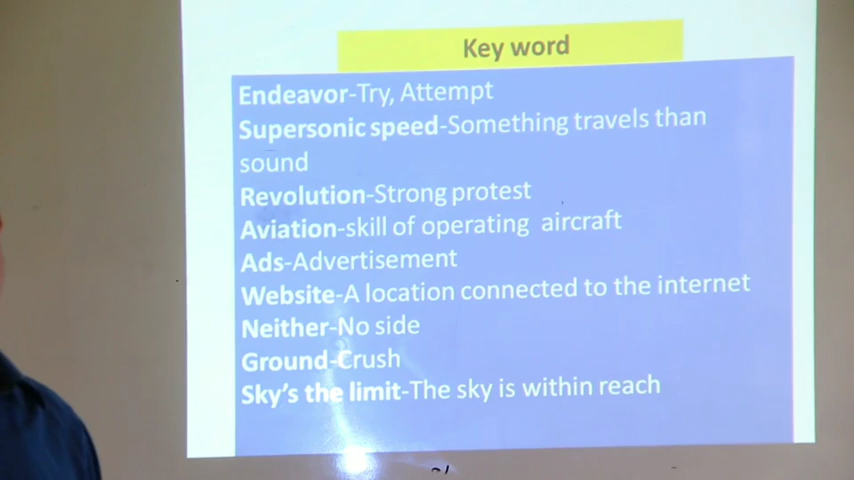 Key word
Endeavor-Try, Attempt
Supersonic speed-Something travels than
sound
Revolution-Strong protest
Aviation-skill of operating aircraft
Ads-Advertisement
Website-A location connected to the internet
Neither-No side
Ground-Crush
Sky's the limit-The sky is within reach